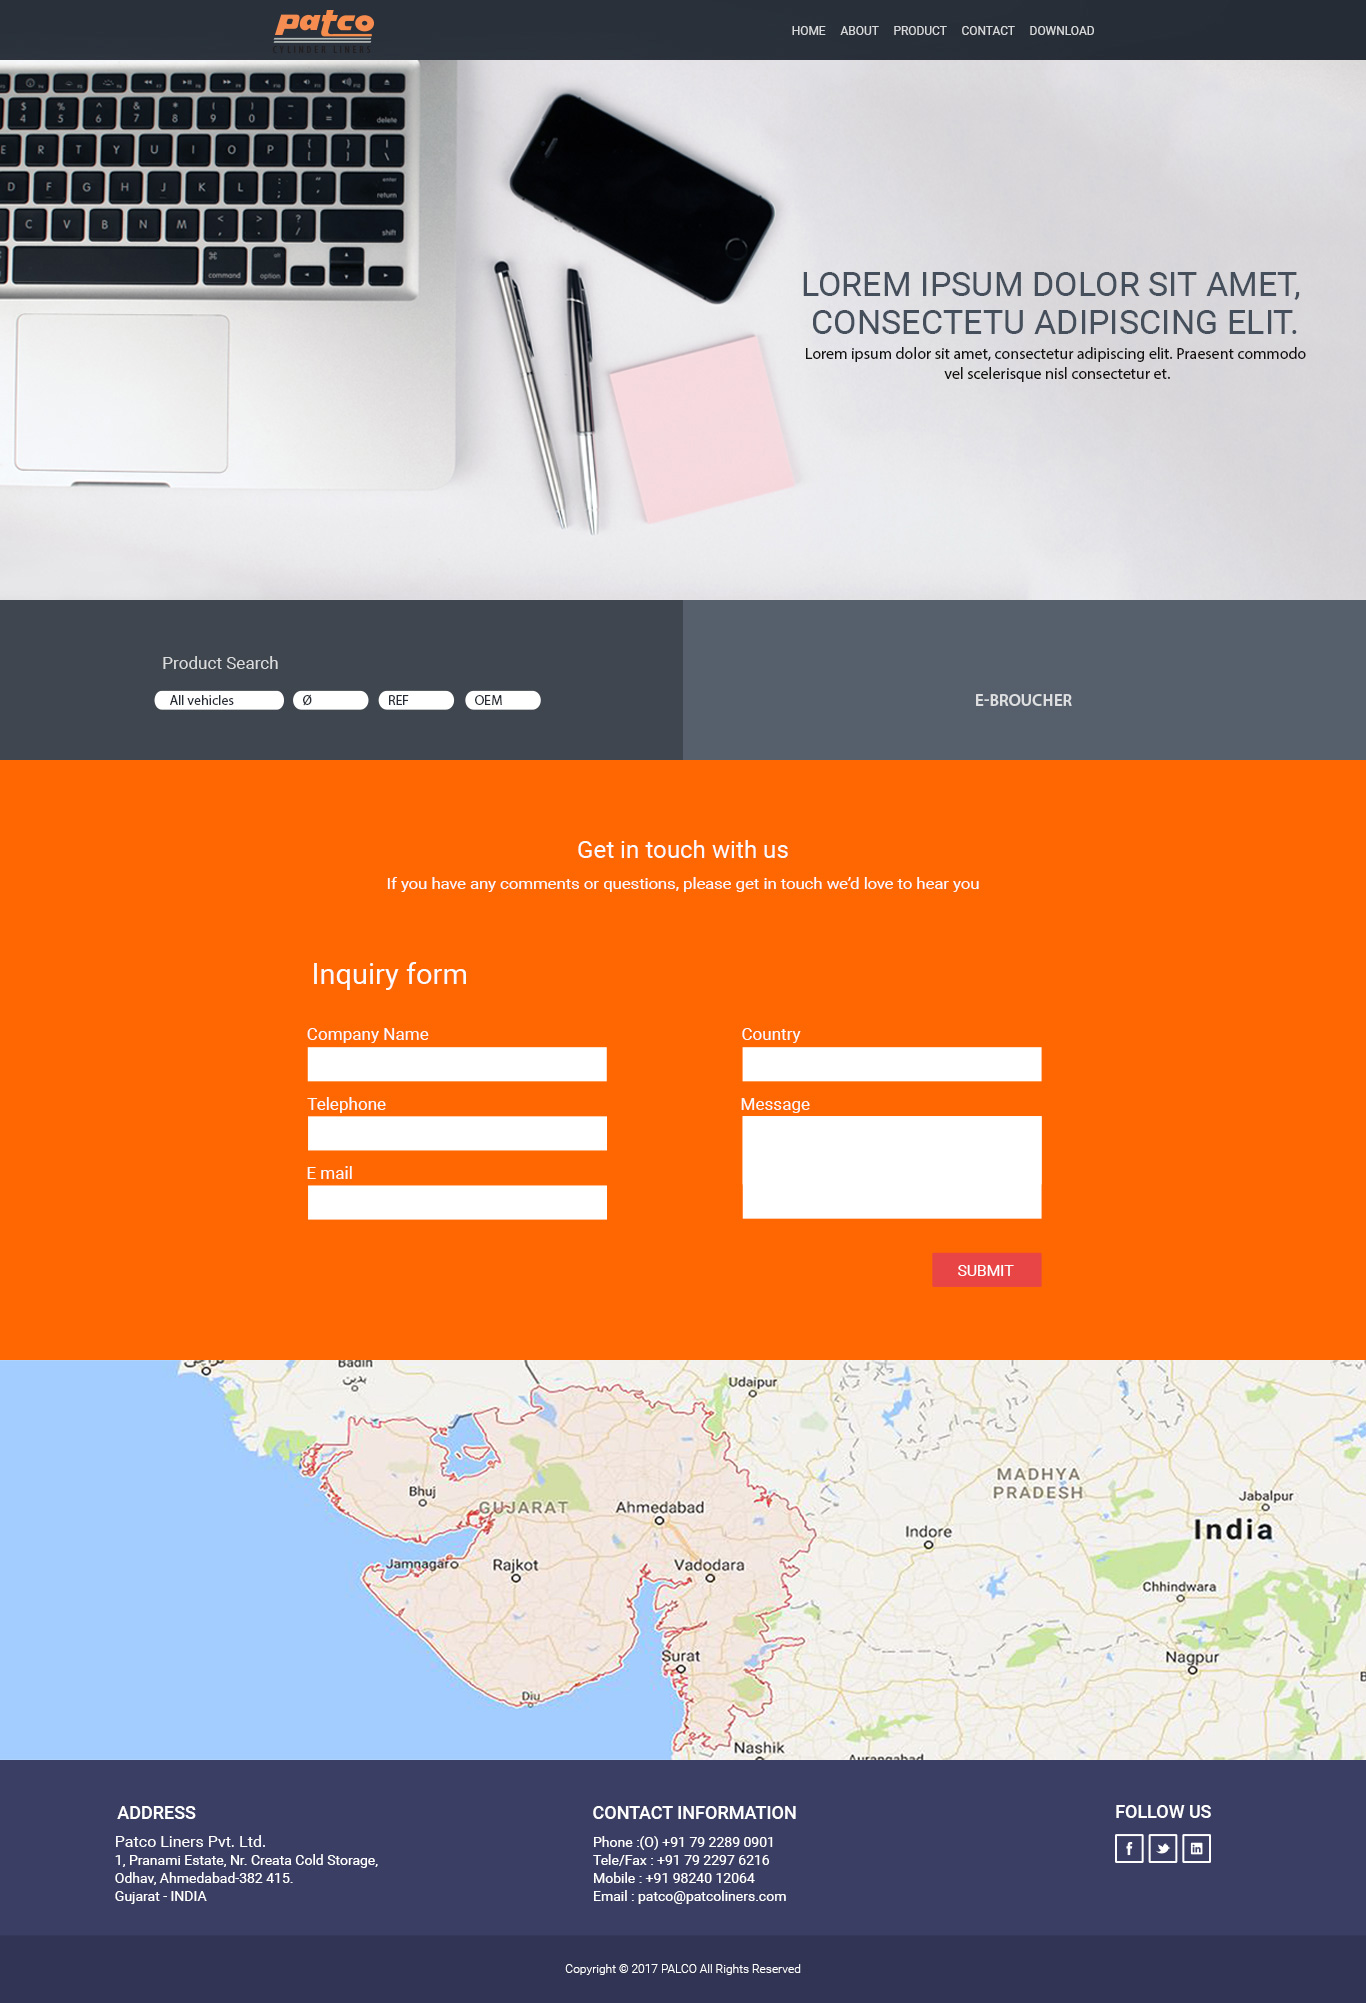 patco
CYLINDER LINERS
HOME ABOUT PRODUCT CONTACT DOWNLOAD
delete
E R T Y U I O P
return
D F G H J K L
C V B N M
shift
command option
LOREM IPSUM DOLOR SIT AMET,
CONSECTETU ADIPISCING ELIT.
Lorem ipsum dolor sit amet, consectetur adipiscing elit. Praesent commodo
vel scelerisque nisl consectetur et.
Product Search
All vehicles Ø REF OEM
E-BROUCHER
Get in touch with us
If you have any comments or questions, please get in touch we’d love to hear you
Inquiry form
Company Name
Country
Telephone
Message
E mail
SUBMIT
Badin
بدين
Udaipur
MADHYA
PRADESH
Bhuj
GUJARAT
Ahmedabad
Jabalpur
India
Indore
Jamnagar
Rajkot
Vadodara
Chhindwara
Surat
Nagpur
Diu
Nashik
Aurangabad
ADDRESS
Patco Liners Pvt. Ltd.
1, Pranami Estate, Nr. Creata Cold Storage,
Odhav, Ahmedabad-382 415.
Gujarat - INDIA
CONTACT INFORMATION
Phone :(O) +91 79 2289 0901
Tele/Fax : +91 79 2297 6216
Mobile : +91 98240 12064
Email : patco@patcoliners.com
FOLLOW US
Copyright © 2017 PALCO All Rights Reserved